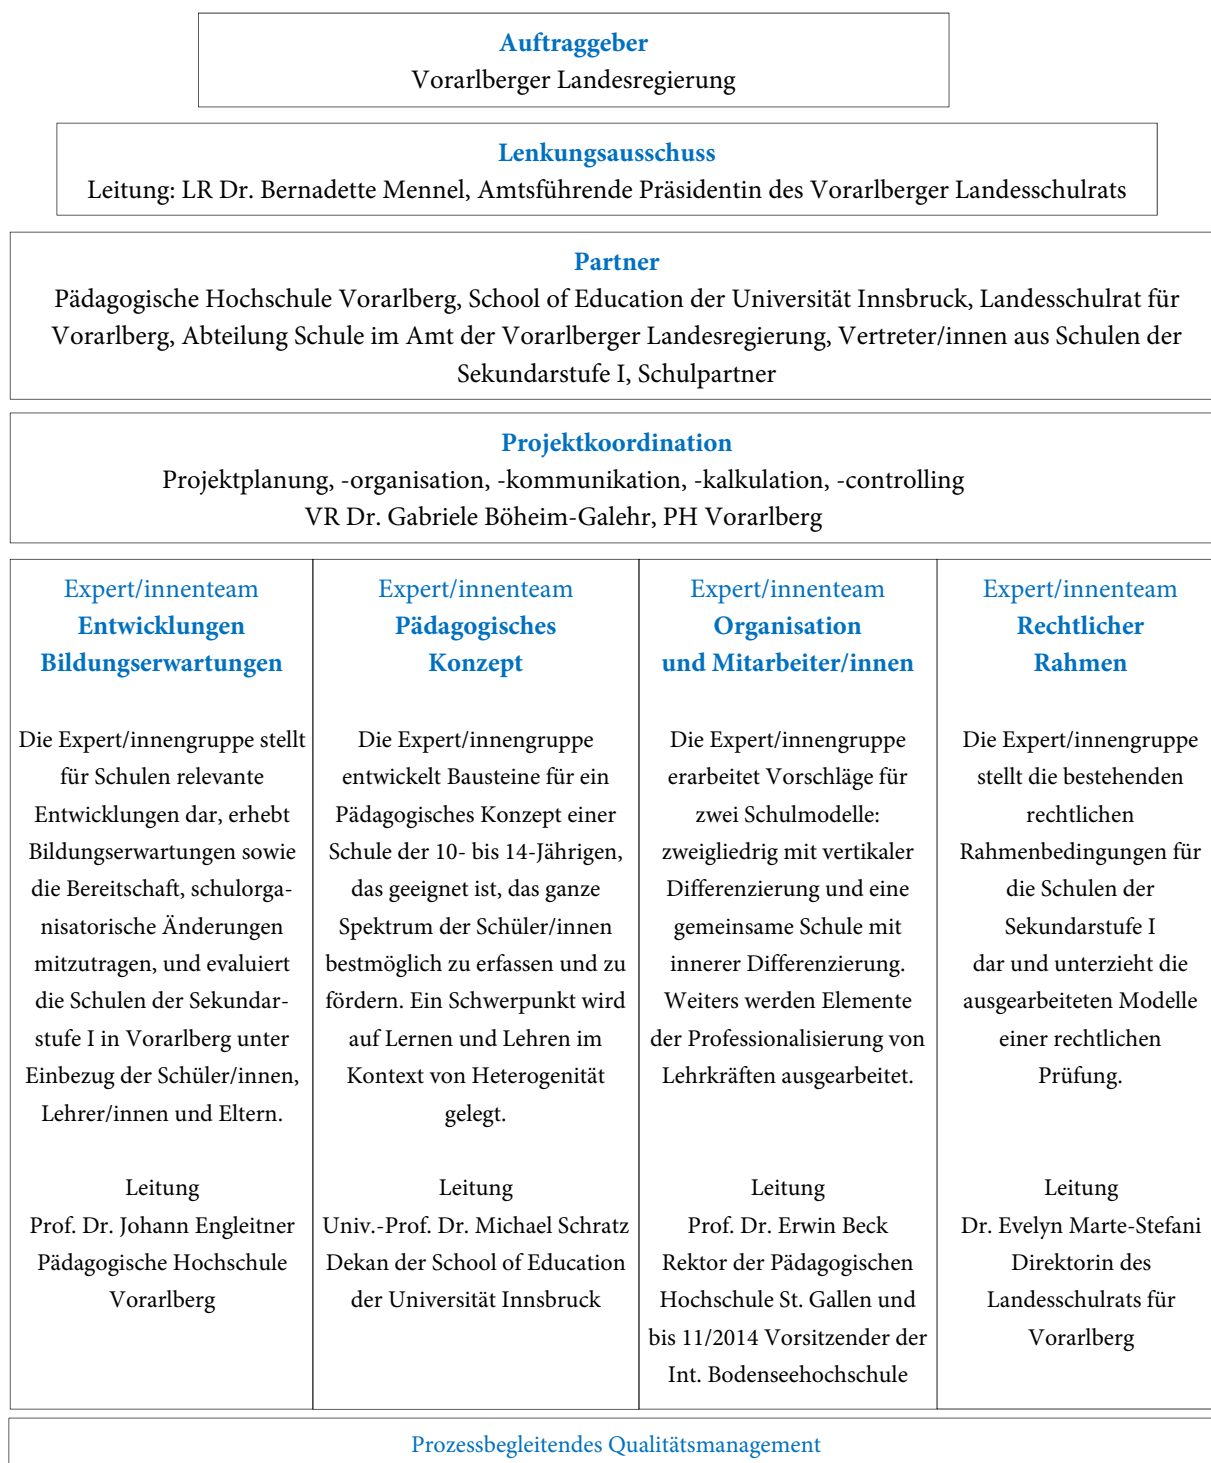 Auftraggeber
Vorarlberger Landesregierung
Lenkungsausschuss
Leitung: LR Dr. Bernadette Mennel, Amtsführende Präsidentin des Vorarlberger Landesschulrats
Partner
Pädagogische Hochschule Vorarlberg, School of Education der Universität Innsbruck, Landesschulrat für
Vorarlberg, Abteilung Schule im Amt der Vorarlberger Landesregierung, Vertreter/innen aus Schulen der
Sekundarstufe I, Schulpartner
Projektkoordination
Projektplanung, -organisation, -kommunikation, -kalkulation, -controlling
VR Dr. Gabriele Böheim-Galehr, PH Vorarlberg
Expert/innenteam
Entwicklungen
Bildungserwartungen
Die Expert/innengruppe stellt
für Schulen relevante
Entwicklungen dar, erhebt
Bildungserwartungen sowie
die Bereitschaft, schulorga-
nisatorische Änderungen
mitzutragen, und evaluiert
die Schulen der Sekundar-
stufe I in Vorarlberg unter
Einbezug der Schüler/innen,
Lehrer/innen und Eltern.
Leitung
Prof. Dr. Johann Engleitner
Pädagogische Hochschule
Vorarlberg
Expert/innenteam
Pädagogisches
Konzept
Die Expert/innengruppe
entwickelt Bausteine für ein
Pädagogisches Konzept einer
Schule der 10- bis 14-Jährigen,
das geeignet ist, das ganze
Spektrum der Schüler/innen
bestmöglich zu erfassen und zu
fördern. Ein Schwerpunkt wird
auf Lernen und Lehren im
Kontext von Heterogenität
gelegt.
Leitung
Univ.-Prof. Dr. Michael Schratz
Dekan der School of Education
der Universität Innsbruck
Expert/innenteam
Organisation
und Mitarbeiter/innen
Die Expert/innengruppe
erarbeitet Vorschläge für
zwei Schulmodelle:
zweigliedrig mit vertikaler
Differenzierung und eine
gemeinsame Schule mit
innerer Differenzierung.
Weiters werden Elemente
der Professionalisierung von
Lehrkräften ausgearbeitet.
Leitung
Prof. Dr. Erwin Beck
Rektor der Pädagogischen
Hochschule St. Gallen und
bis 11/2014 Vorsitzender der
Int. Bodenseehochschule
Expert/innenteam
Rechtlicher
Rahmen
Die Expert/innengruppe
stellt die bestehenden
rechtlichen
Rahmenbedingungen für
die Schulen der
Sekundarstufe I
dar und unterzieht die
ausgearbeiteten Modelle
einer rechtlichen
Prüfung.
Leitung
Dr. Evelyn Marte-Stefani
Direktorin des
Landesschulrats für
Vorarlberg
Prozessbegleitendes Qualitätsmanagement